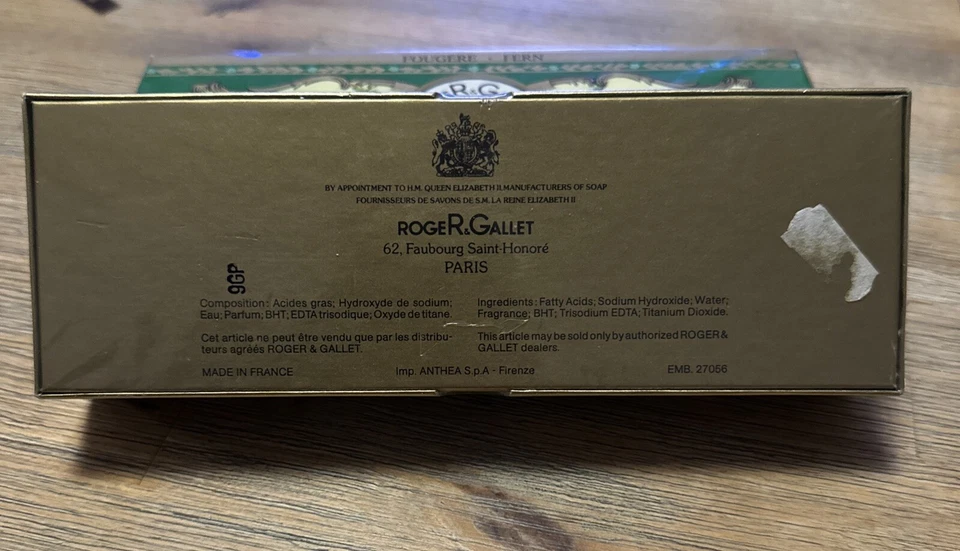 FOUGÈRE • FERN
R&G
BY APPOINTMENT TO H.M. QUEEN ELIZABETH II.MANUFACTURERS OF SOAP
FOURNISSEURS DE SAVONS DE S.M. LA REINE ELIZABETH II
ROGER & GALLET
62, Faubourg Saint-Honoré
PARIS
9GP
Composition: Acides gras; Hydroxyde de sodium;
Eau; Parfum; BHT; EDTA trisodique; Oxyde de titane.
Cet article ne peut être vendu que par les distribu-
teurs agréés ROGER & GALLET.
Ingredients: Fatty Acids; Sodium Hydroxide; Water;
Fragrance; BHT; Trisodium EDTA; Titanium Dioxide.
This article may be sold only by authorized ROGER &
GALLET dealers.
MADE IN FRANCE
Imp. ANTHEA S.p.A - Firenze
EMB. 27056